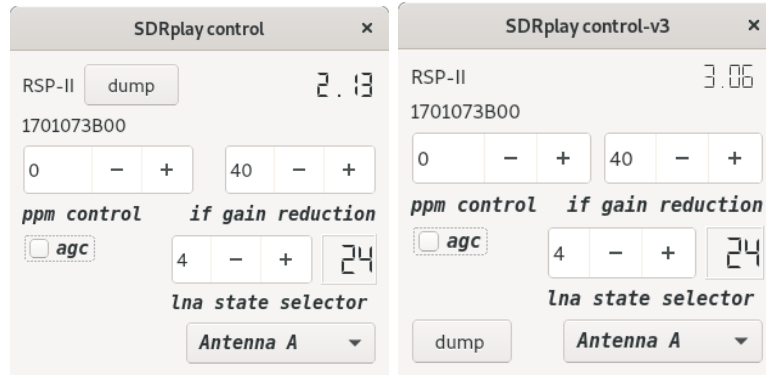 SDRplay control ×
RSP-II dump 2.13
1701073B00
0 − + 40 − +
ppm control if gain reduction
agc 4 − + 24
lna state selector
Antenna A
SDRplay control-v3 ×
RSP-II 3.06
1701073B00
0 − + 40 − +
ppm control if gain reduction
agc 4 − + 24
lna state selector
dump Antenna A